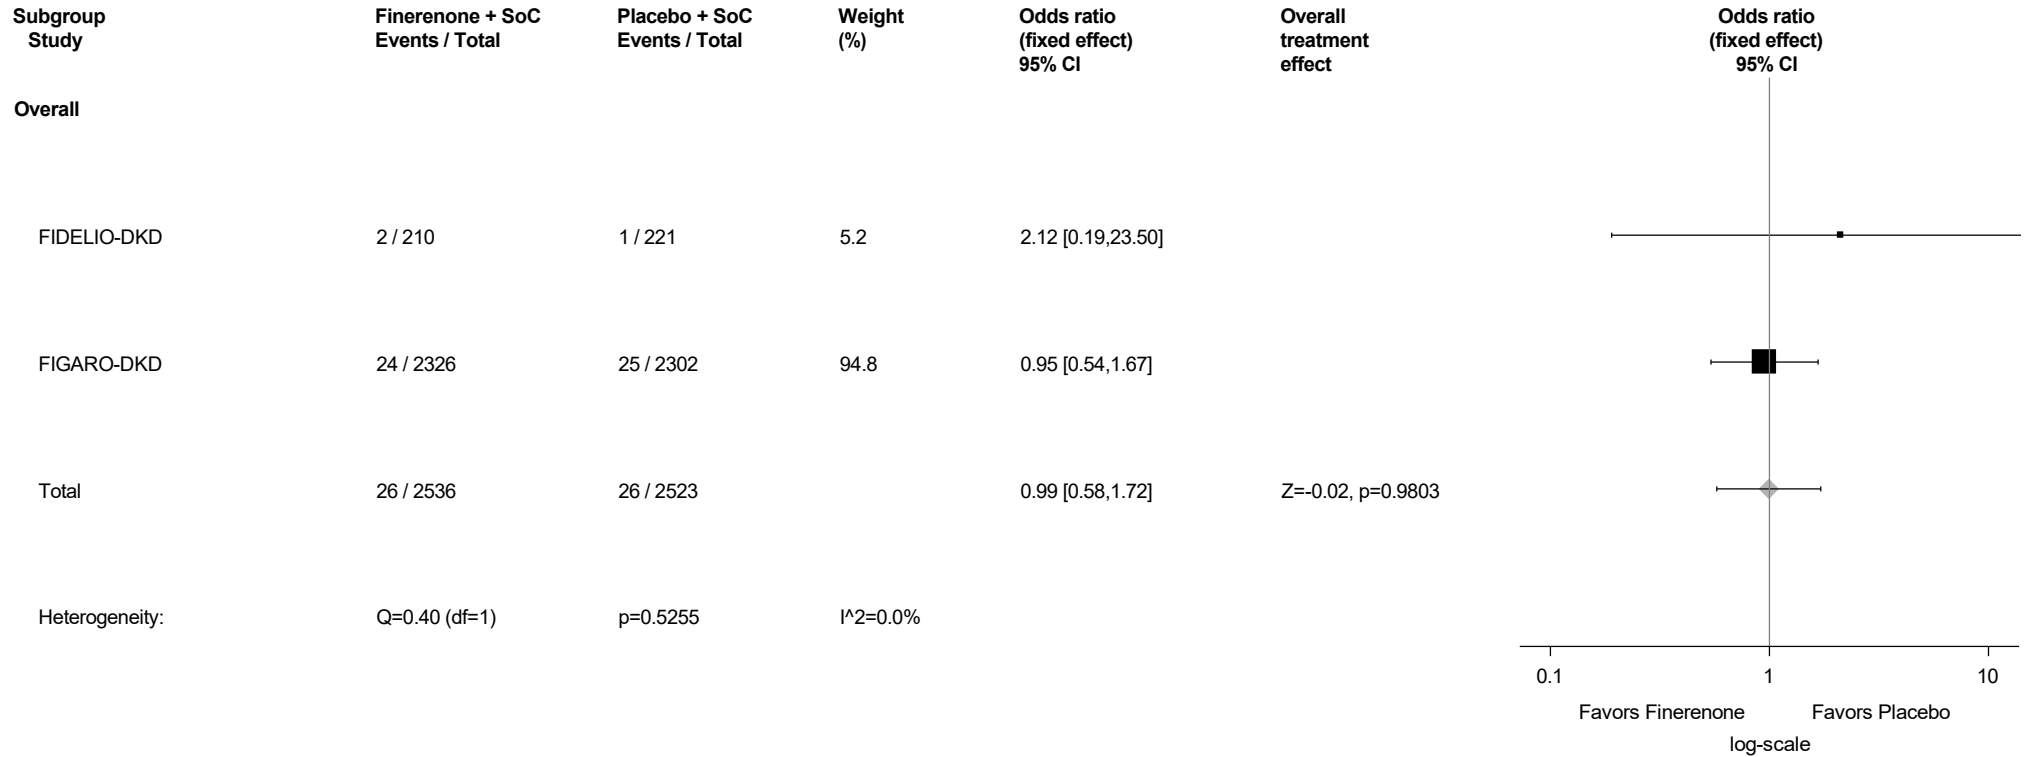 Subgroup Finerenone + SoC Placebo + SoC Weight Odds ratio Overall Odds ratio
Study Events / Total Events / Total (%) (fixed effect) treatment (fixed effect)
95% CI effect 95% CI
Overall
FIDELIO-DKD 2 / 210 1 / 221 5.2 2.12 [0.19,23.50]
FIGARO-DKD 24 / 2326 25 / 2302 94.8 0.95 [0.54,1.67]
Total 26 / 2536 26 / 2523 0.99 [0.58,1.72] Z=-0.02, p=0.9803
Heterogeneity: Q=0.40 (df=1) p=0.5255 I^2=0.0%
0.1 1 10
Favors Finerenone Favors Placebo
log-scale